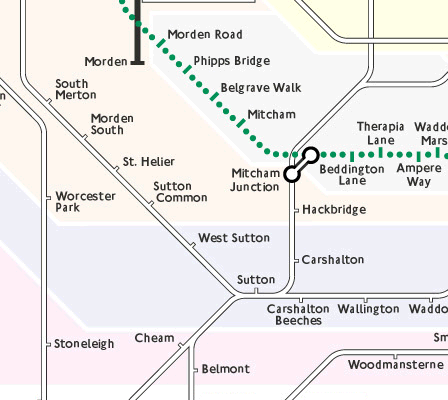 Morden Road
Phipps Bridge
Morden
Belgrave Walk
South
Merton
Mitcham
Morden
South
Therapia
Lane
St. Helier
Mitcham
Junction
Beddington
Lane
Ampere
Way
Sutton
Common
Worcester
Park
Hackbridge
West Sutton
Carshalton
Sutton
Carshalton
Beeches
Wallington
Cheam
Stoneleigh
Woodmansterne
Belmont